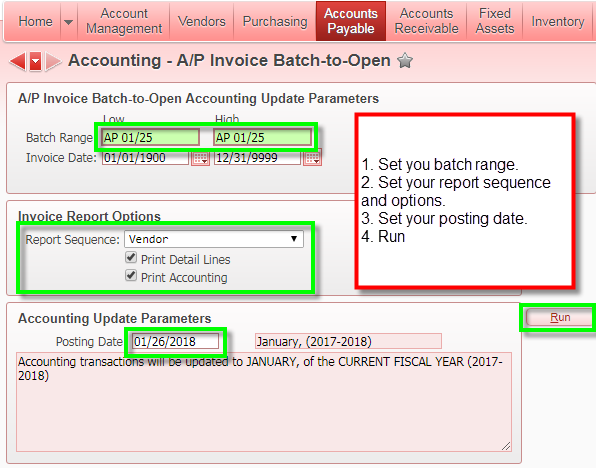 Home Account Management Vendors Purchasing Accounts Payable Accounts Receivable Fixed Assets Inventory
Accounting - A/P Invoice Batch-to-Open
A/P Invoice Batch-to-Open Accounting Update Parameters
Low High
Batch Range: AP 01/25 AP 01/25
Invoice Date: 01/01/1900 12/31/9999
1. Set you batch range.
2. Set your report sequence
and options.
3. Set your posting date.
4. Run
Invoice Report Options
Report Sequence: Vendor
Print Detail Lines
Print Accounting
Accounting Update Parameters
Run
Posting Date: 01/26/2018 January, (2017-2018)
Accounting transactions will be updated to JANUARY, of the CURRENT FISCAL YEAR (2017-
2018)